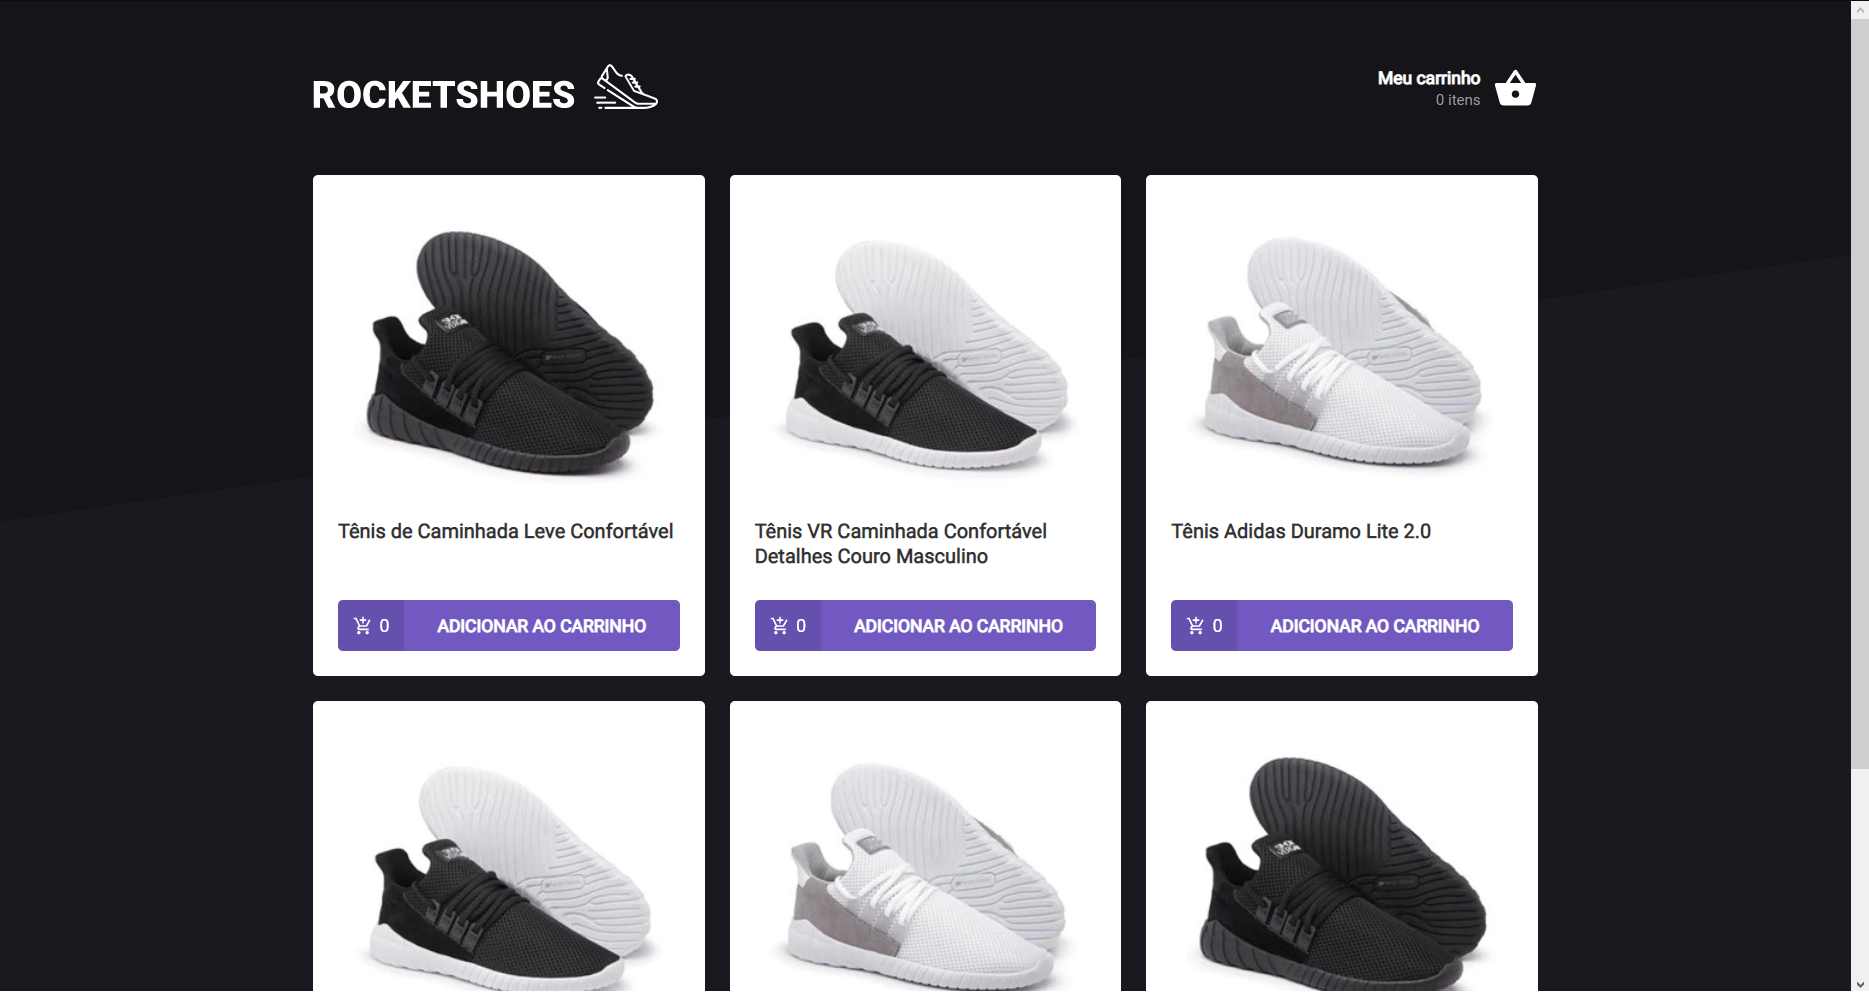 ROCKETSHOES
Meu carrinho
0 itens
Tênis de Caminhada Leve Confortável
0 ADICIONAR AO CARRINHO
Tênis VR Caminhada Confortável
Detalhes Couro Masculino
0 ADICIONAR AO CARRINHO
Tênis Adidas Duramo Lite 2.0
0 ADICIONAR AO CARRINHO